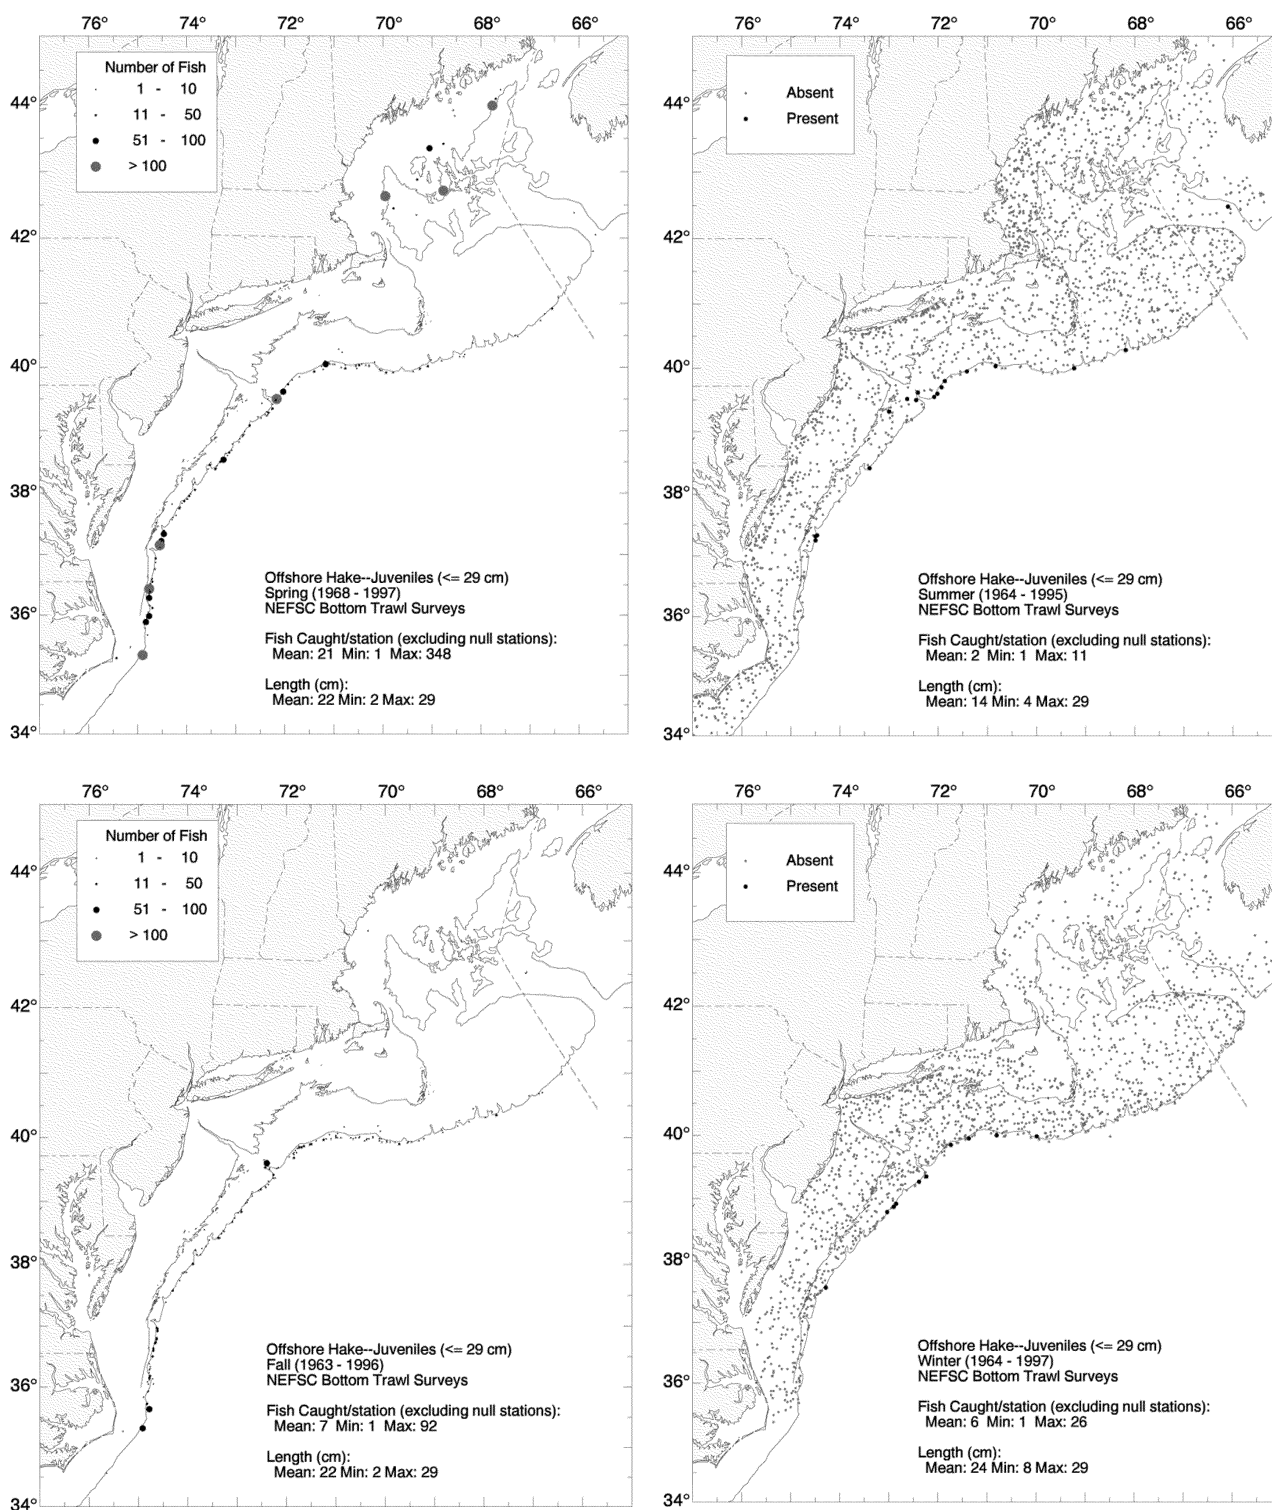 76° 74° 72° 70° 68° 66°
44°
42°
40°
38°
36°
34°
Number of Fish
1 - 10
11 - 50
51 - 100
> 100
Offshore Hake--Juveniles (<= 29 cm)
Spring (1968 - 1997)
NEFSC Bottom Trawl Surveys
Fish Caught/station (excluding null stations):
Mean: 21 Min: 1 Max: 348
Length (cm):
Mean: 22 Min: 2 Max: 29
76° 74° 72° 70° 68° 66°
44°
42°
40°
38°
36°
34°
Absent
Present
Offshore Hake--Juveniles (<= 29 cm)
Summer (1964 - 1995)
NEFSC Bottom Trawl Surveys
Fish Caught/station (excluding null stations):
Mean: 2 Min: 1 Max: 11
Length (cm):
Mean: 14 Min: 4 Max: 29
76° 74° 72° 70° 68° 66°
44°
42°
40°
38°
36°
34°
Number of Fish
1 - 10
11 - 50
51 - 100
> 100
Offshore Hake--Juveniles (<= 29 cm)
Fall (1963 - 1996)
NEFSC Bottom Trawl Surveys
Fish Caught/station (excluding null stations):
Mean: 7 Min: 1 Max: 92
Length (cm):
Mean: 22 Min: 2 Max: 29
76° 74° 72° 70° 68° 66°
44°
42°
40°
38°
36°
34°
Absent
Present
Offshore Hake--Juveniles (<= 29 cm)
Winter (1964 - 1997)
NEFSC Bottom Trawl Surveys
Fish Caught/station (excluding null stations):
Mean: 6 Min: 1 Max: 26
Length (cm):
Mean: 24 Min: 8 Max: 29